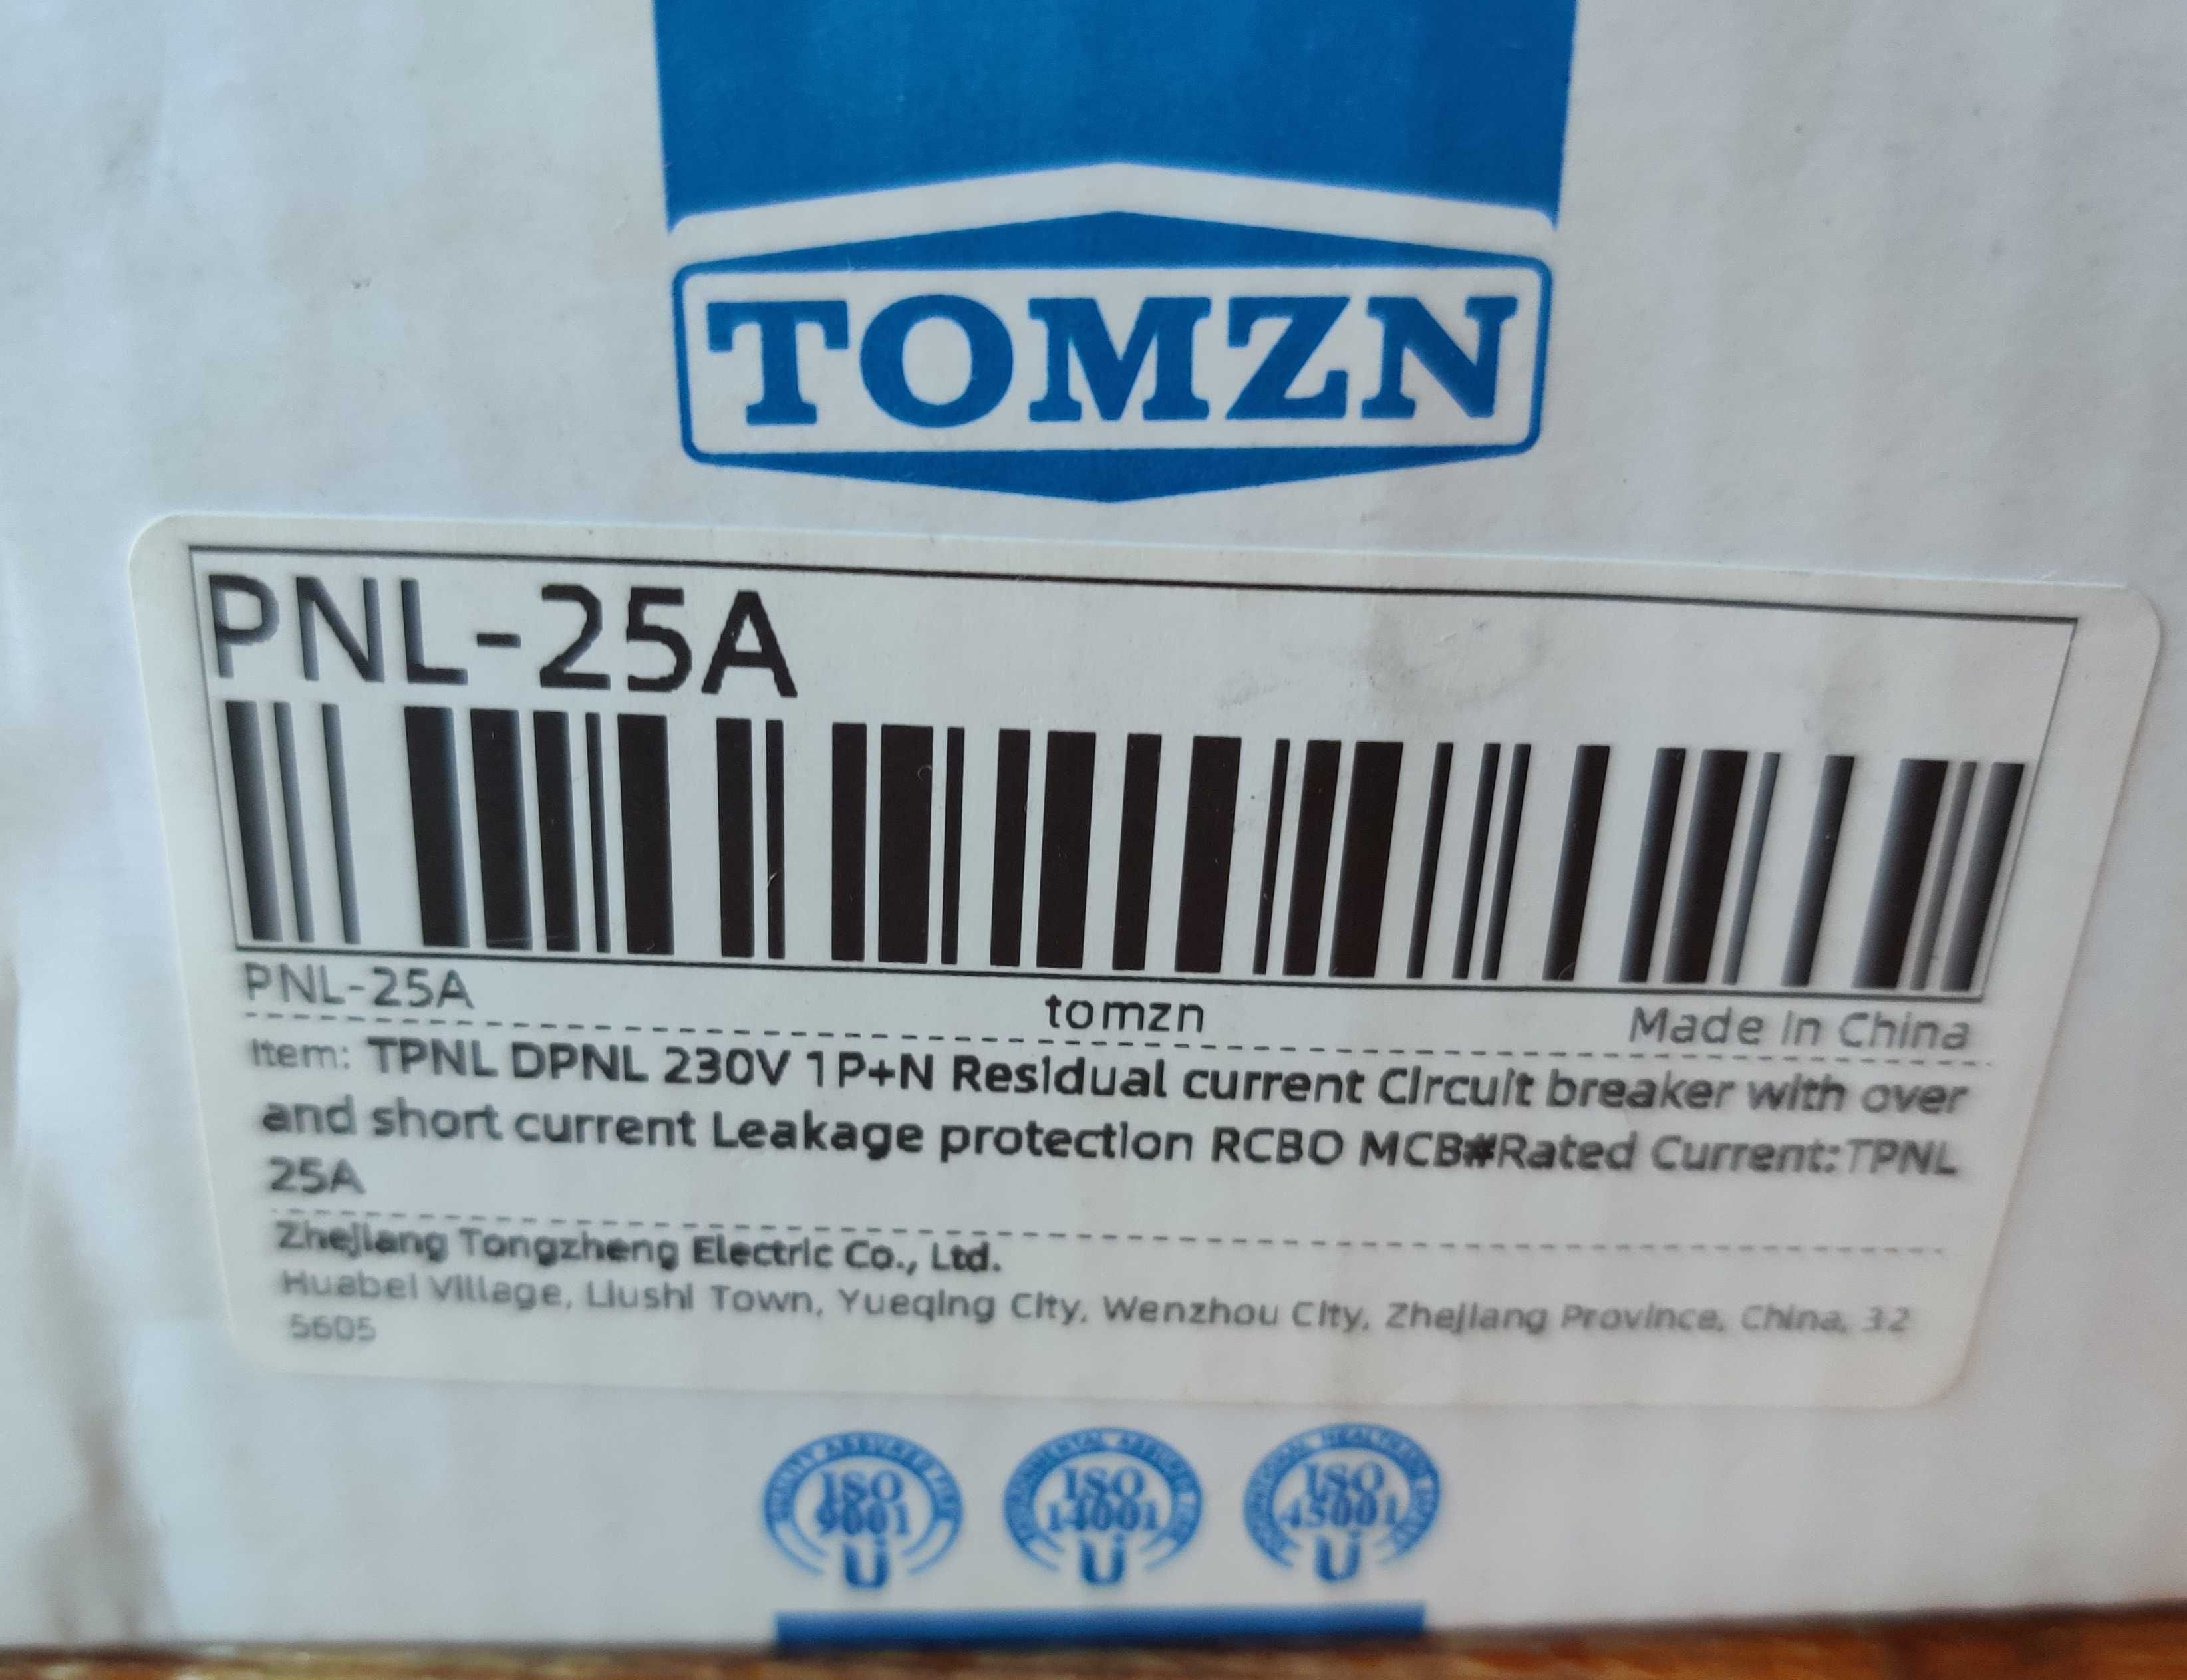 TOMZN
PNL-25A
PNL-25A
tomzn
Made In China
Item: TPNL DPNL 230V 1P+N Residual current Circuit breaker with over
and short current Leakage protection RCBO MCB#Rated Current:TPNL
25A
Zhejiang Tongzheng Electric Co., Ltd.
Huabei Village, Liushi Town, Yueqing City, Wenzhou City, Zhejiang Province, China, 32
5605
ISO
9001
U
ISO
14001
U
ISO
45001
U